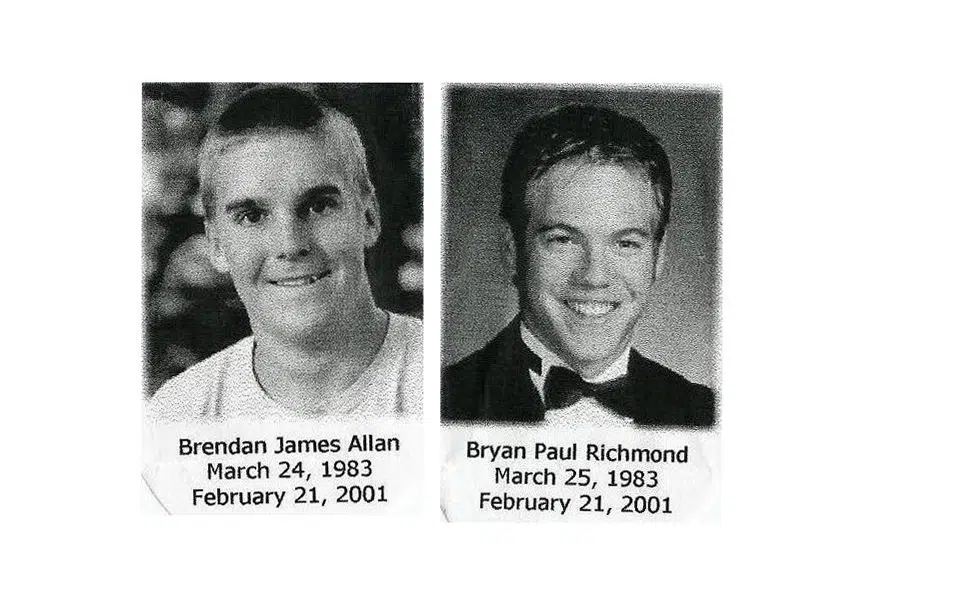 Brendan James Allan
March 24, 1983
February 21, 2001
Bryan Paul Richmond
March 25, 1983
February 21, 2001